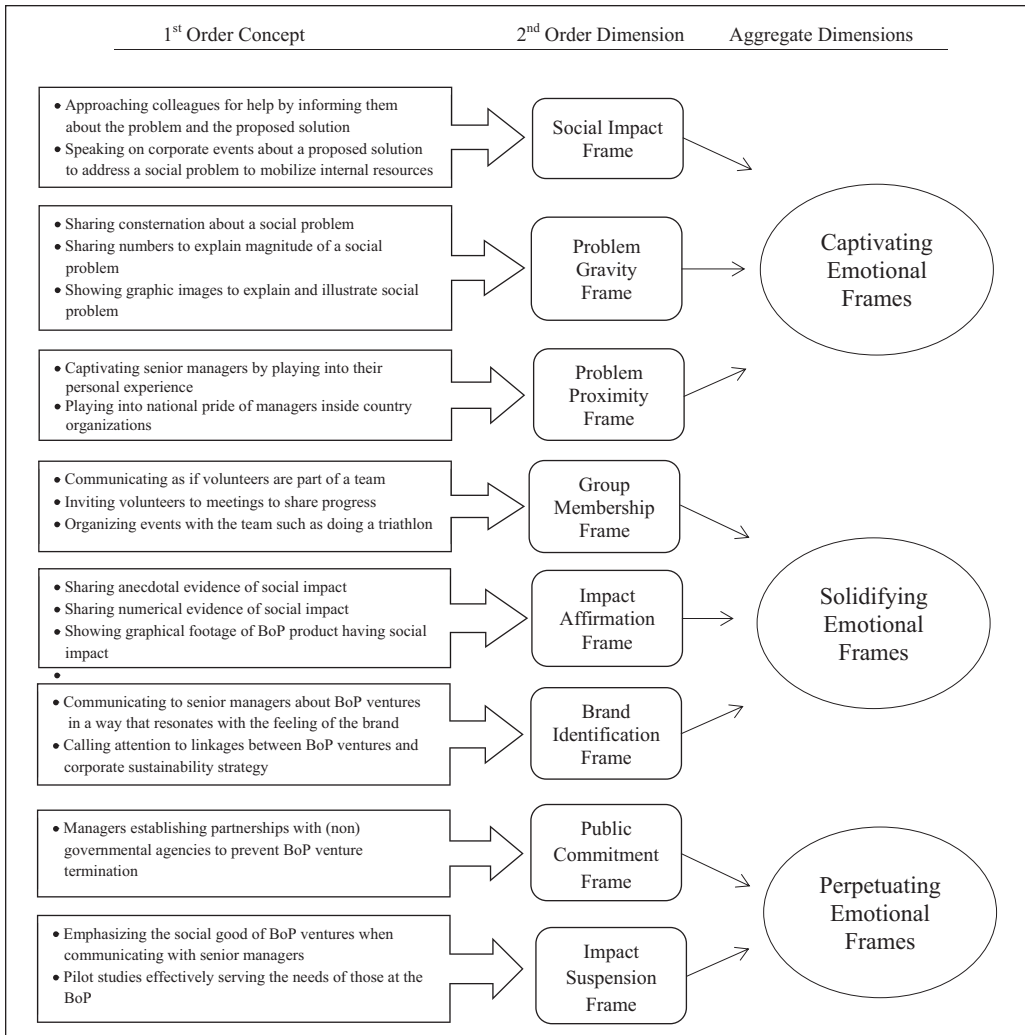 1st Order Concept 2nd Order Dimension Aggregate Dimensions
• Approaching colleagues for help by informing them
about the problem and the proposed solution
• Speaking on corporate events about a proposed solution
to address a social problem to mobilize internal resources
Social Impact
Frame
• Sharing consternation about a social problem
• Sharing numbers to explain magnitude of a social
problem
• Showing graphic images to explain and illustrate social
problem
Problem
Gravity
Frame
Captivating
Emotional
Frames
• Captivating senior managers by playing into their
personal experience
• Playing into national pride of managers inside country
organizations
Problem
Proximity
Frame
• Communicating as if volunteers are part of a team
• Inviting volunteers to meetings to share progress
• Organizing events with the team such as doing a triathlon
Group
Membership
Frame
• Sharing anecdotal evidence of social impact
• Sharing numerical evidence of social impact
• Showing graphical footage of BoP product having social
impact
•
Impact
Affirmation
Frame
Solidifying
Emotional
Frames
• Communicating to senior managers about BoP ventures
in a way that resonates with the feeling of the brand
• Calling attention to linkages between BoP ventures and
corporate sustainability strategy
Brand
Identification
Frame
• Managers establishing partnerships with (non)
governmental agencies to prevent BoP venture
termination
Public
Commitment
Frame
Perpetuating
Emotional
Frames
• Emphasizing the social good of BoP ventures when
communicating with senior managers
• Pilot studies effectively serving the needs of those at the
BoP
Impact
Suspension
Frame